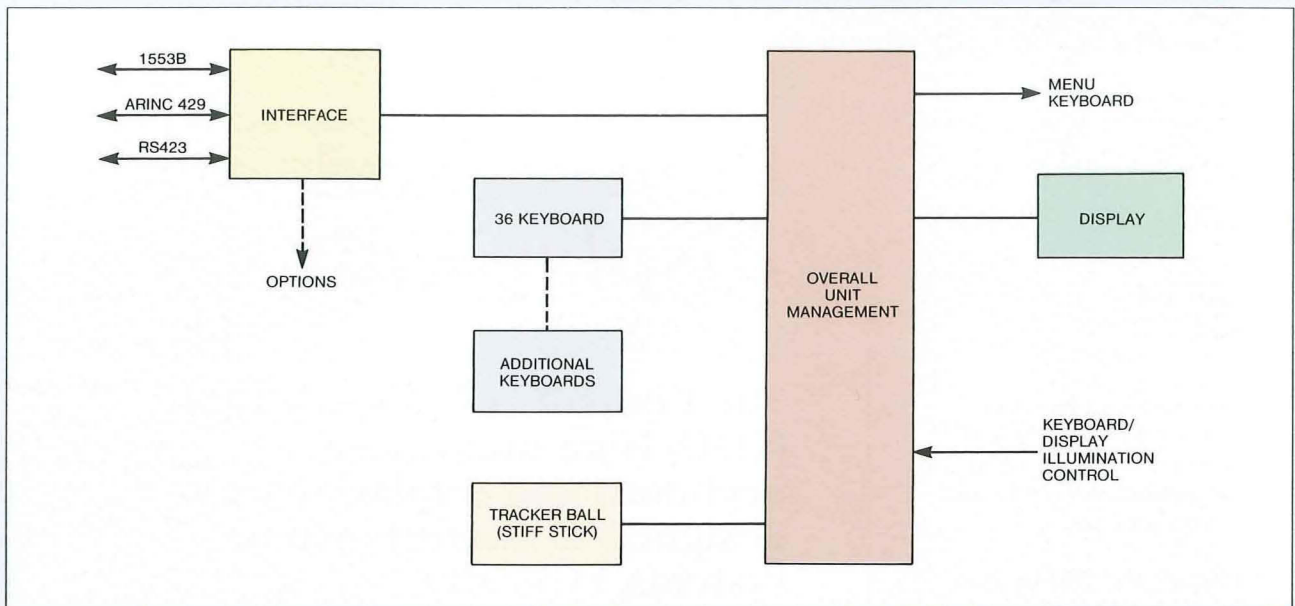 1553B
ARINC 429
RS423
INTERFACE
OPTIONS
36 KEYBOARD
ADDITIONAL
KEYBOARDS
TRACKER BALL
(STIFF STICK)
OVERALL
UNIT
MANAGEMENT
MENU
KEYBOARD
DISPLAY
KEYBOARD/
DISPLAY
ILLUMINATION
CONTROL